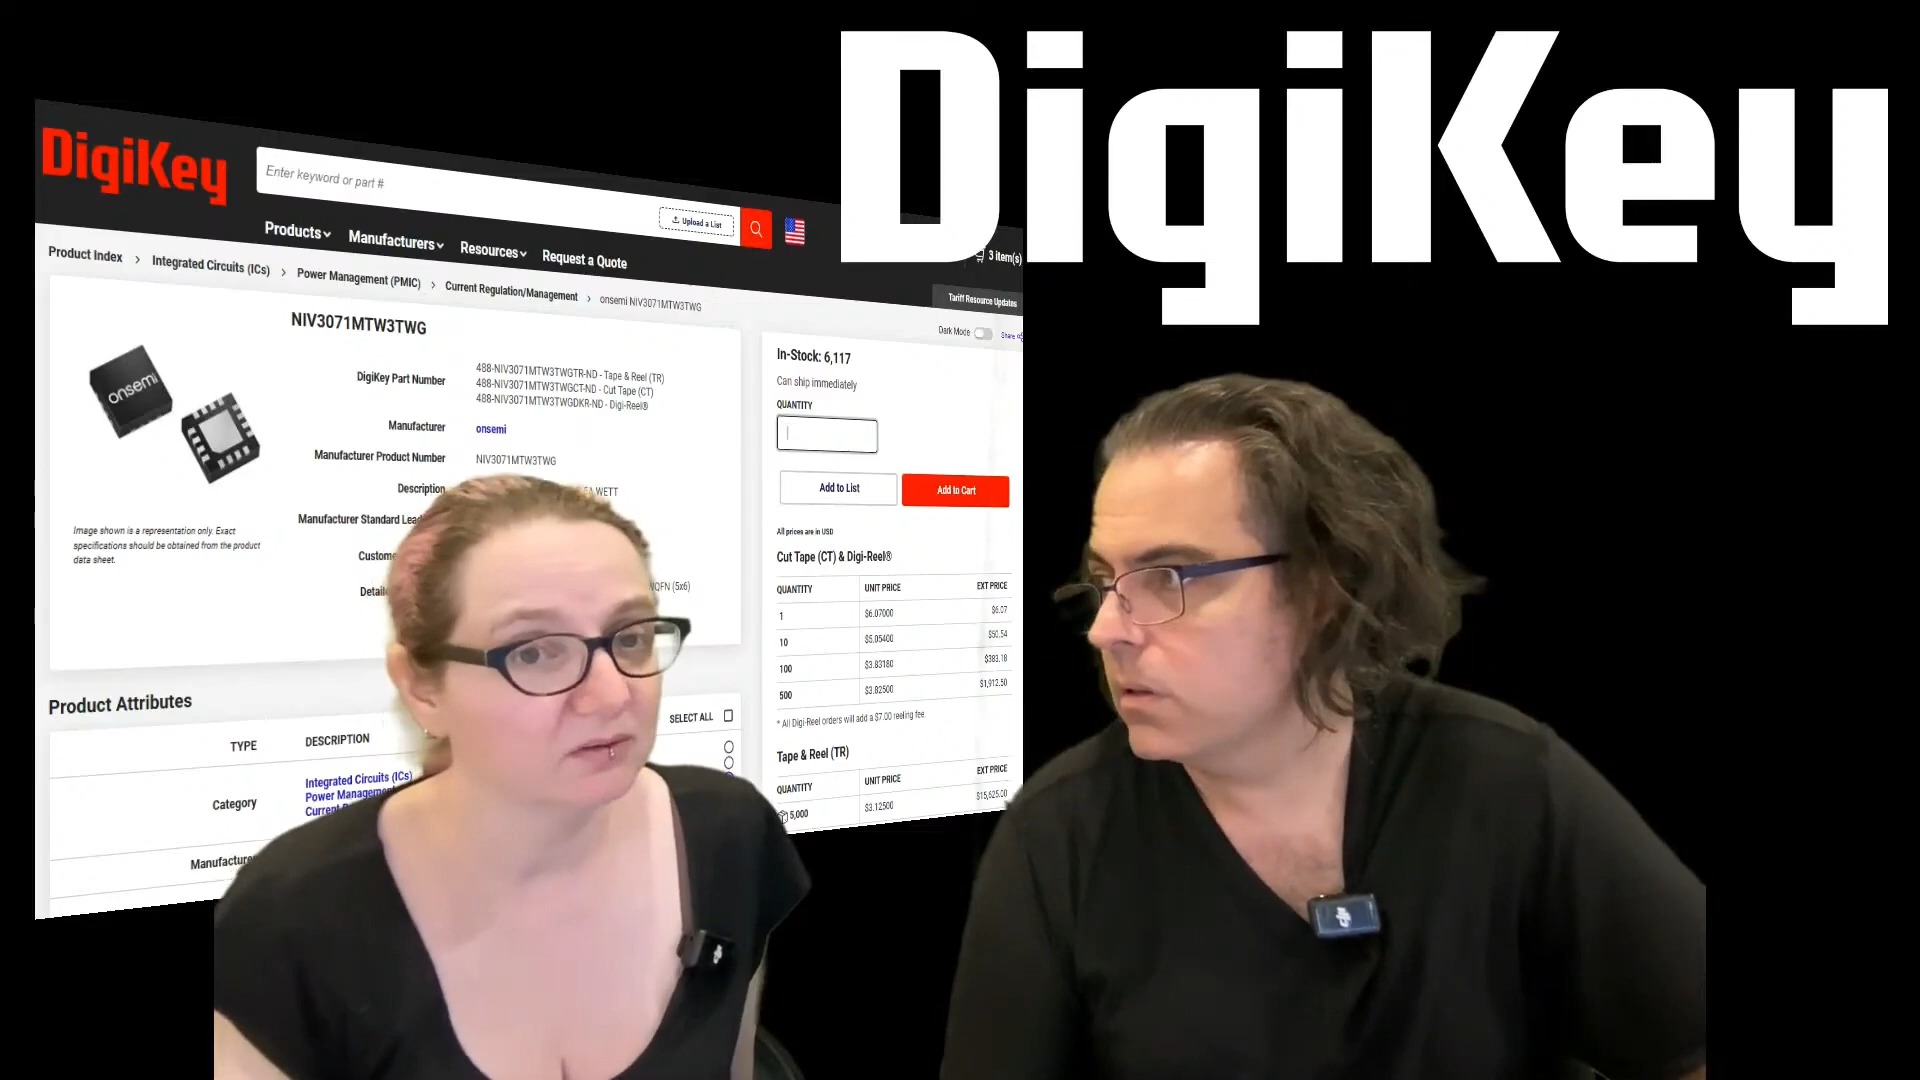 DigiKey
DigiKey
Enter keyword or part #
Upload a List
Products
Manufacturers
Resources
Request a Quote
3 item(s)
Tariff Resource Updates
Product Index > Integrated Circuits (ICs) > Power Management (PMIC) > Current Regulation/Management > onsemi NIV3071MTW3TWG
Dark Mode
Share
NIV3071MTW3TWG
onsemi
DigiKey Part Number
488-NIV3071MTW3TWGTR-ND - Tape & Reel (TR)
488-NIV3071MTW3TWGCT-ND - Cut Tape (CT)
488-NIV3071MTW3TWGDKR-ND - Digi-Reel®
Manufacturer
onsemi
Manufacturer Product Number
NIV3071MTW3TWG
Description
WETT
Manufacturer Standard
Image shown is a representation only. Exact
specifications should be obtained from the product
data sheet.
(5x6)
In-Stock: 6,117
Can ship immediately
QUANTITY
Add to List
Add to Cart
All prices are in USD
Cut Tape (CT) & Digi-Reel®
QUANTITY UNIT PRICE EXT PRICE
1 $6.07000 $6.07
10 $5.05400 $50.54
100 $3.83180 $383.18
500 $3.82500 $1,912.50
* All Digi-Reel orders will add a $7.00 reeling fee.
Tape & Reel (TR)
QUANTITY UNIT PRICE EXT PRICE
5,000 $3.12500 $15,625.00
Product Attributes
SELECT ALL
TYPE DESCRIPTION
Category
Integrated Circuits (ICs)
Power Management
dji
dji